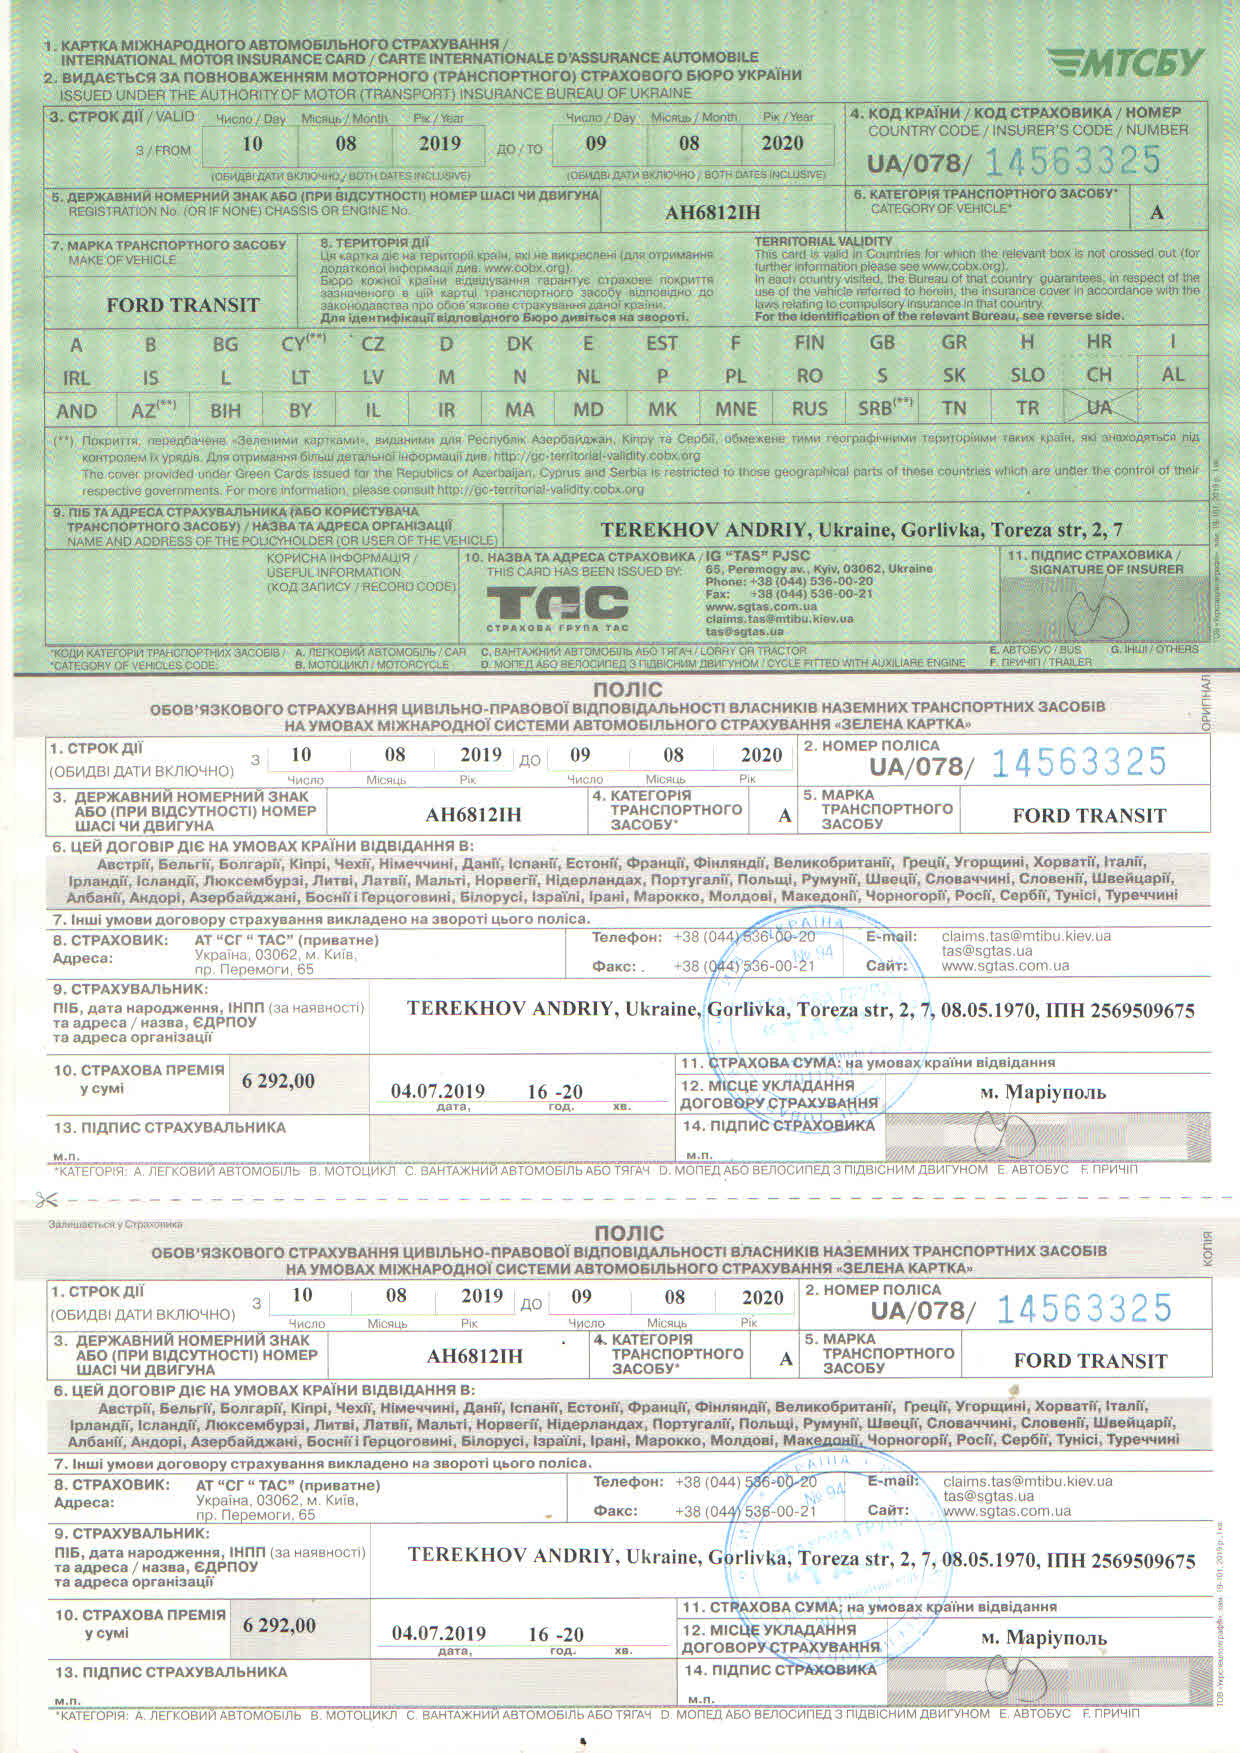 1. КАРТКА МІЖНАРОДНОГО АВТОМОБІЛЬНОГО СТРАХУВАННЯ /
INTERNATIONAL MOTOR INSURANCE CARD / CARTE INTERNATIONALE D'ASSURANCE AUTOMOBILE
2. ВИДАЄТЬСЯ ЗА ПОВНОВАЖЕННЯМ МОТОРНОГО (ТРАНСПОРТНОГО) СТРАХОВОГО БЮРО УКРАЇНИ
ISSUED UNDER THE AUTHORITY OF MOTOR (TRANSPORT) INSURANCE BUREAU OF UKRAINE
МТСБУ
3. СТРОК ДІЇ / VALID Число / Day Місяць / Month Рік / Year Число / Day Місяць / Month Рік / Year
З / FROM 10 08 2019 ДО / TO 09 08 2020
(ОБИДВІ ДАТИ ВКЛЮЧНО / BOTH DATES INCLUSIVE) (ОБИДВІ ДАТИ ВКЛЮЧНО / BOTH DATES INCLUSIVE)
4. КОД КРАЇНИ / КОД СТРАХОВИКА / НОМЕР
COUNTRY CODE / INSURER'S CODE / NUMBER
UA/078/ 14563325
5. ДЕРЖАВНИЙ НОМЕРНИЙ ЗНАК АБО (ПРИ ВІДСУТНОСТІ) НОМЕР ШАСІ ЧИ ДВИГУНА
REGISTRATION No. (OR IF NONE) CHASSIS OR ENGINE No.
АН6812ІН
6. КАТЕГОРІЯ ТРАНСПОРТНОГО ЗАСОБУ*
CATEGORY OF VEHICLE*
A
7. МАРКА ТРАНСПОРТНОГО ЗАСОБУ
MAKE OF VEHICLE
FORD TRANSIT
8. ТЕРИТОРІЯ ДІЇ
Ця картка діє на території країн, які не викреслені (для отримання
додаткової інформації див. www.cobx.org).
Бюро кожної країни відвідування гарантує страхове покриття
зазначеного в цій картці транспортного засобу відповідно до
законодавства про обов'язкове страхування даної країни.
Для ідентифікації відповідного Бюро дивіться на звороті.
TERRITORIAL VALIDITY
This card is valid in Countries for which the relevant box is not crossed out (for
further information please see www.cobx.org).
In each country visited, the Bureau of that country guarantees, in respect of the
use of the vehicle referred to herein, the insurance cover in accordance with the
laws relating to compulsory insurance in that country.
For the identification of the relevant Bureau, see reverse side.
A B BG CY(**) CZ D DK E EST F FIN GB GR H HR I
IRL IS L LT LV M N NL P PL RO S SK SLO CH AL
AND AZ(**) BIH BY IL IR MA MD MK MNE RUS SRB(**) TN TR UA
(**) Покриття, передбачене «Зеленими картками», виданими для Республік Азербайджан, Кіпру та Сербії, обмежене тими географічними територіями таких країн, які знаходяться під
контролем їх урядів. Для отримання більш детальної інформації див. http://gc-territorial-validity.cobx.org
The cover provided under Green Cards issued for the Republics of Azerbaijan, Cyprus and Serbia is restricted to those geographical parts of these countries which are under the control of their
respective governments. For more information, please consult http://gc-territorial-validity.cobx.org
9. ПІБ ТА АДРЕСА СТРАХУВАЛЬНИКА (АБО КОРИСТУВАЧА
ТРАНСПОРТНОГО ЗАСОБУ) / НАЗВА ТА АДРЕСА ОРГАНІЗАЦІЇ
NAME AND ADDRESS OF THE POLICYHOLDER (OR USER OF THE VEHICLE)
TEREKHOV ANDRIY, Ukraine, Gorlivka, Toreza str, 2, 7
КОРИСНА ІНФОРМАЦІЯ /
USEFUL INFORMATION
(КОД ЗАПИСУ / RECORD CODE)
10. НАЗВА ТА АДРЕСА СТРАХОВИКА /
THIS CARD HAS BEEN ISSUED BY:
ТАС
СТРАХОВА ГРУПА ТАС
IG "TAS" PJSC
65, Peremogy av., Kyiv, 03062, Ukraine
Phone: +38 (044) 536-00-20
Fax: +38 (044) 536-00-21
www.sgtas.com.ua
claims.tas@mtibu.kiev.ua
tas@sgtas.ua
11. ПІДПИС СТРАХОВИКА /
SIGNATURE OF INSURER
*КОДИ КАТЕГОРІЙ ТРАНСПОРТНИХ ЗАСОБІВ / A. ЛЕГКОВИЙ АВТОМОБІЛЬ / CAR C. ВАНТАЖНИЙ АВТОМОБІЛЬ АБО ТЯГАЧ / LORRY OR TRACTOR E. АВТОБУС / BUS G. ІНШІ / OTHERS
*CATEGORY OF VEHICLES CODE: B. МОТОЦИКЛ / MOTORCYCLE D. МОПЕД АБО ВЕЛОСИПЕД З ПІДВІСНИМ ДВИГУНОМ / CYCLE FITTED WITH AUXILIARE ENGINE F. ПРИЧІП / TRAILER
ПОЛІС
ОБОВ'ЯЗКОВОГО СТРАХУВАННЯ ЦИВІЛЬНО-ПРАВОВОЇ ВІДПОВІДАЛЬНОСТІ ВЛАСНИКІВ НАЗЕМНИХ ТРАНСПОРТНИХ ЗАСОБІВ
НА УМОВАХ МІЖНАРОДНОЇ СИСТЕМИ АВТОМОБІЛЬНОГО СТРАХУВАННЯ «ЗЕЛЕНА КАРТКА»
ОРИГІНАЛ
1. СТРОК ДІЇ
(ОБИДВІ ДАТИ ВКЛЮЧНО)
З 10 08 2019 ДО 09 08 2020
Число Місяць Рік Число Місяць Рік
2. НОМЕР ПОЛІСА
UA/078/ 14563325
3. ДЕРЖАВНИЙ НОМЕРНИЙ ЗНАК
АБО (ПРИ ВІДСУТНОСТІ) НОМЕР
ШАСІ ЧИ ДВИГУНА
АН6812ІН
4. КАТЕГОРІЯ
ТРАНСПОРТНОГО
ЗАСОБУ*
A
5. МАРКА
ТРАНСПОРТНОГО
ЗАСОБУ
FORD TRANSIT
6. ЦЕЙ ДОГОВІР ДІЄ НА УМОВАХ КРАЇНИ ВІДВІДАННЯ В:
Австрії, Бельгії, Болгарії, Кіпрі, Чехії, Німеччині, Данії, Іспанії, Естонії, Франції, Фінляндії, Великобританії, Греції, Угорщині, Хорватії, Італії,
Ірландії, Ісландії, Люксембурзі, Литві, Латвії, Мальті, Норвегії, Нідерландах, Португалії, Польщі, Румунії, Швеції, Словаччині, Словенії, Швейцарії,
Албанії, Андорі, Азербайджані, Боснії і Герцоговині, Білорусі, Ізраїлі, Ірані, Марокко, Молдові, Македонії, Чорногорії, Росії, Сербії, Тунісі, Туреччині
7. Інші умови договору страхування викладено на звороті цього поліса.
8. СТРАХОВИК: АТ "СГ " ТАС" (приватне)
Адреса: Україна, 03062, м. Київ,
пр. Перемоги, 65
Телефон: +38 (044) 536-00-20
Факс: +38 (044) 536-00-21
E-mail: claims.tas@mtibu.kiev.ua
tas@sgtas.ua
Сайт: www.sgtas.com.ua
9. СТРАХУВАЛЬНИК:
ПІБ, дата народження, ІНПП (за наявності)
та адреса / назва, ЄДРПОУ
та адреса організації
TEREKHOV ANDRIY, Ukraine, Gorlivka, Toreza str, 2, 7, 08.05.1970, ІПН 2569509675
10. СТРАХОВА ПРЕМІЯ
у сумі
6 292,00
04.07.2019 16 -20
дата, год. хв.
11. СТРАХОВА СУМА: на умовах країни відвідання
12. МІСЦЕ УКЛАДАННЯ
ДОГОВОРУ СТРАХУВАННЯ
м. Маріуполь
13. ПІДПИС СТРАХУВАЛЬНИКА
м.п.
14. ПІДПИС СТРАХОВИКА
м.п.
*КАТЕГОРІЯ: A. ЛЕГКОВИЙ АВТОМОБІЛЬ B. МОТОЦИКЛ C. ВАНТАЖНИЙ АВТОМОБІЛЬ АБО ТЯГАЧ D. МОПЕД АБО ВЕЛОСИПЕД З ПІДВІСНИМ ДВИГУНОМ E. АВТОБУС F. ПРИЧІП
Залишається у Страховика
ПОЛІС
ОБОВ'ЯЗКОВОГО СТРАХУВАННЯ ЦИВІЛЬНО-ПРАВОВОЇ ВІДПОВІДАЛЬНОСТІ ВЛАСНИКІВ НАЗЕМНИХ ТРАНСПОРТНИХ ЗАСОБІВ
НА УМОВАХ МІЖНАРОДНОЇ СИСТЕМИ АВТОМОБІЛЬНОГО СТРАХУВАННЯ «ЗЕЛЕНА КАРТКА»
КОПІЯ
1. СТРОК ДІЇ
(ОБИДВІ ДАТИ ВКЛЮЧНО)
З 10 08 2019 ДО 09 08 2020
Число Місяць Рік Число Місяць Рік
2. НОМЕР ПОЛІСА
UA/078/ 14563325
3. ДЕРЖАВНИЙ НОМЕРНИЙ ЗНАК
АБО (ПРИ ВІДСУТНОСТІ) НОМЕР
ШАСІ ЧИ ДВИГУНА
АН6812ІН
4. КАТЕГОРІЯ
ТРАНСПОРТНОГО
ЗАСОБУ*
A
5. МАРКА
ТРАНСПОРТНОГО
ЗАСОБУ
FORD TRANSIT
6. ЦЕЙ ДОГОВІР ДІЄ НА УМОВАХ КРАЇНИ ВІДВІДАННЯ В:
Австрії, Бельгії, Болгарії, Кіпрі, Чехії, Німеччині, Данії, Іспанії, Естонії, Франції, Фінляндії, Великобританії, Греції, Угорщині, Хорватії, Італії,
Ірландії, Ісландії, Люксембурзі, Литві, Латвії, Мальті, Норвегії, Нідерландах, Португалії, Польщі, Румунії, Швеції, Словаччині, Словенії, Швейцарії,
Албанії, Андорі, Азербайджані, Боснії і Герцоговині, Білорусі, Ізраїлі, Ірані, Марокко, Молдові, Македонії, Чорногорії, Росії, Сербії, Тунісі, Туреччині
7. Інші умови договору страхування викладено на звороті цього поліса.
8. СТРАХОВИК: АТ "СГ " ТАС" (приватне)
Адреса: Україна, 03062, м. Київ,
пр. Перемоги, 65
Телефон: +38 (044) 536-00-20
Факс: +38 (044) 536-00-21
E-mail: claims.tas@mtibu.kiev.ua
tas@sgtas.ua
Сайт: www.sgtas.com.ua
9. СТРАХУВАЛЬНИК:
ПІБ, дата народження, ІНПП (за наявності)
та адреса / назва, ЄДРПОУ
та адреса організації
TEREKHOV ANDRIY, Ukraine, Gorlivka, Toreza str, 2, 7, 08.05.1970, ІПН 2569509675
10. СТРАХОВА ПРЕМІЯ
у сумі
6 292,00
04.07.2019 16 -20
дата, год. хв.
11. СТРАХОВА СУМА: на умовах країни відвідання
12. МІСЦЕ УКЛАДАННЯ
ДОГОВОРУ СТРАХУВАННЯ
м. Маріуполь
13. ПІДПИС СТРАХУВАЛЬНИКА
м.п.
14. ПІДПИС СТРАХОВИКА
м.п.
*КАТЕГОРІЯ: A. ЛЕГКОВИЙ АВТОМОБІЛЬ B. МОТОЦИКЛ C. ВАНТАЖНИЙ АВТОМОБІЛЬ АБО ТЯГАЧ D. МОПЕД АБО ВЕЛОСИПЕД З ПІДВІСНИМ ДВИГУНОМ E. АВТОБУС F. ПРИЧІП